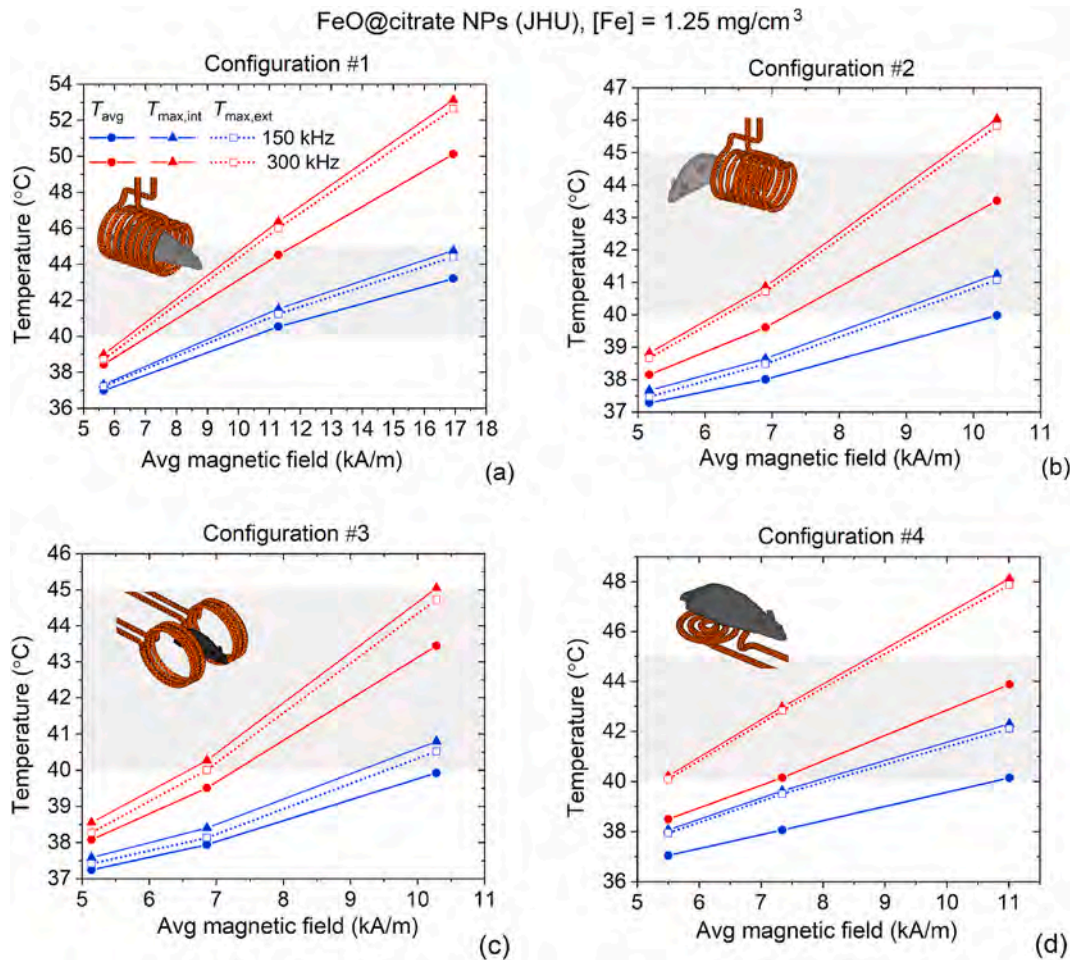 FeO@citrate NPs (JHU), [Fe] = 1.25 mg/cm³
Configuration #1
54
52
50
48
46
44
42
40
38
36
Temperature (°C)
T_avg T_max,int T_max,ext
150 kHz
300 kHz
5 6 7 8 9 10 11 12 13 14 15 16 17 18
Avg magnetic field (kA/m)
(a)
Configuration #2
47
46
45
44
43
42
41
40
39
38
37
Temperature (°C)
5 6 7 8 9 10 11
Avg magnetic field (kA/m)
(b)
Configuration #3
46
45
44
43
42
41
40
39
38
37
Temperature (°C)
5 6 7 8 9 10 11
Avg magnetic field (kA/m)
(c)
Configuration #4
48
46
44
42
40
38
36
Temperature (°C)
5 6 7 8 9 10 11
Avg magnetic field (kA/m)
(d)